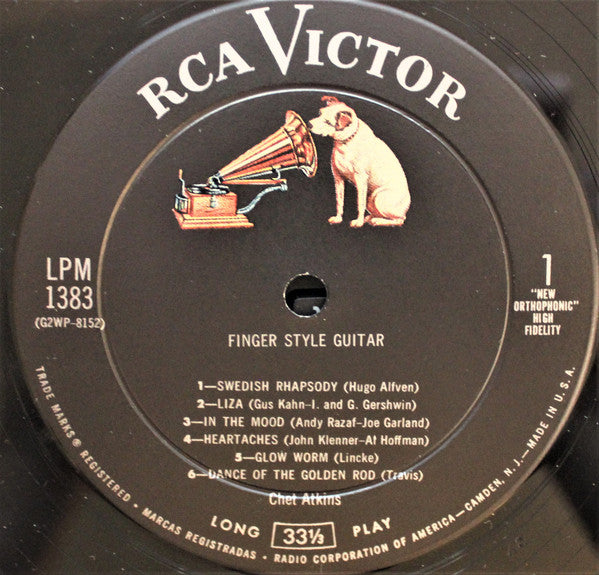 RCA VICTOR
LPM
1383
(G2WP-8152)
1
"NEW
ORTHOPHONIC"
HIGH
FIDELITY
FINGER STYLE GUITAR
1—SWEDISH RHAPSODY (Hugo Alfven)
2—LIZA (Gus Kahn-I. and G. Gershwin)
3—IN THE MOOD (Andy Razaf-Joe Garland)
4—HEARTACHES (John Klenner-Al Hoffman)
5—GLOW WORM (Lincke)
6—DANCE OF THE GOLDEN ROD (Travis)
Chet Atkins
LONG 33⅓ PLAY
TRADE MARKS ® REGISTERED • MARCAS REGISTRADAS • RADIO CORPORATION OF AMERICA—CAMDEN, N.J.—MADE IN U.S.A.